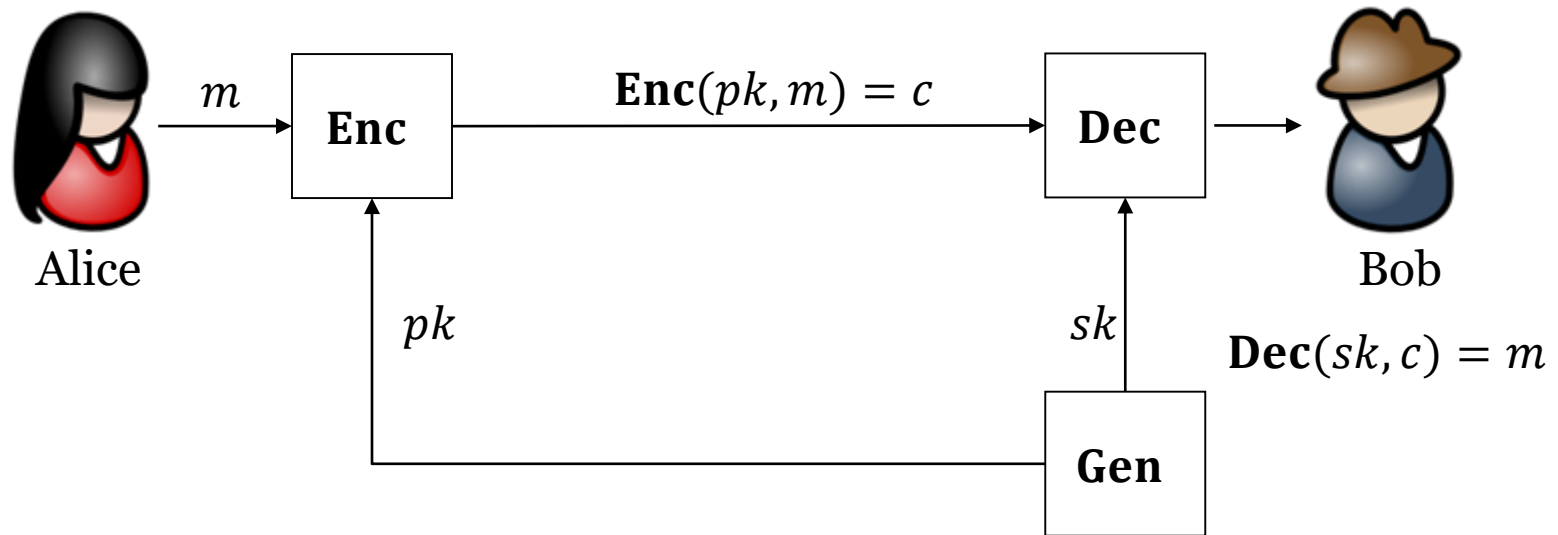 m
Enc
Enc(pk, m) = c
Dec
Alice
Bob
pk
sk
Dec(sk, c) = m
Gen